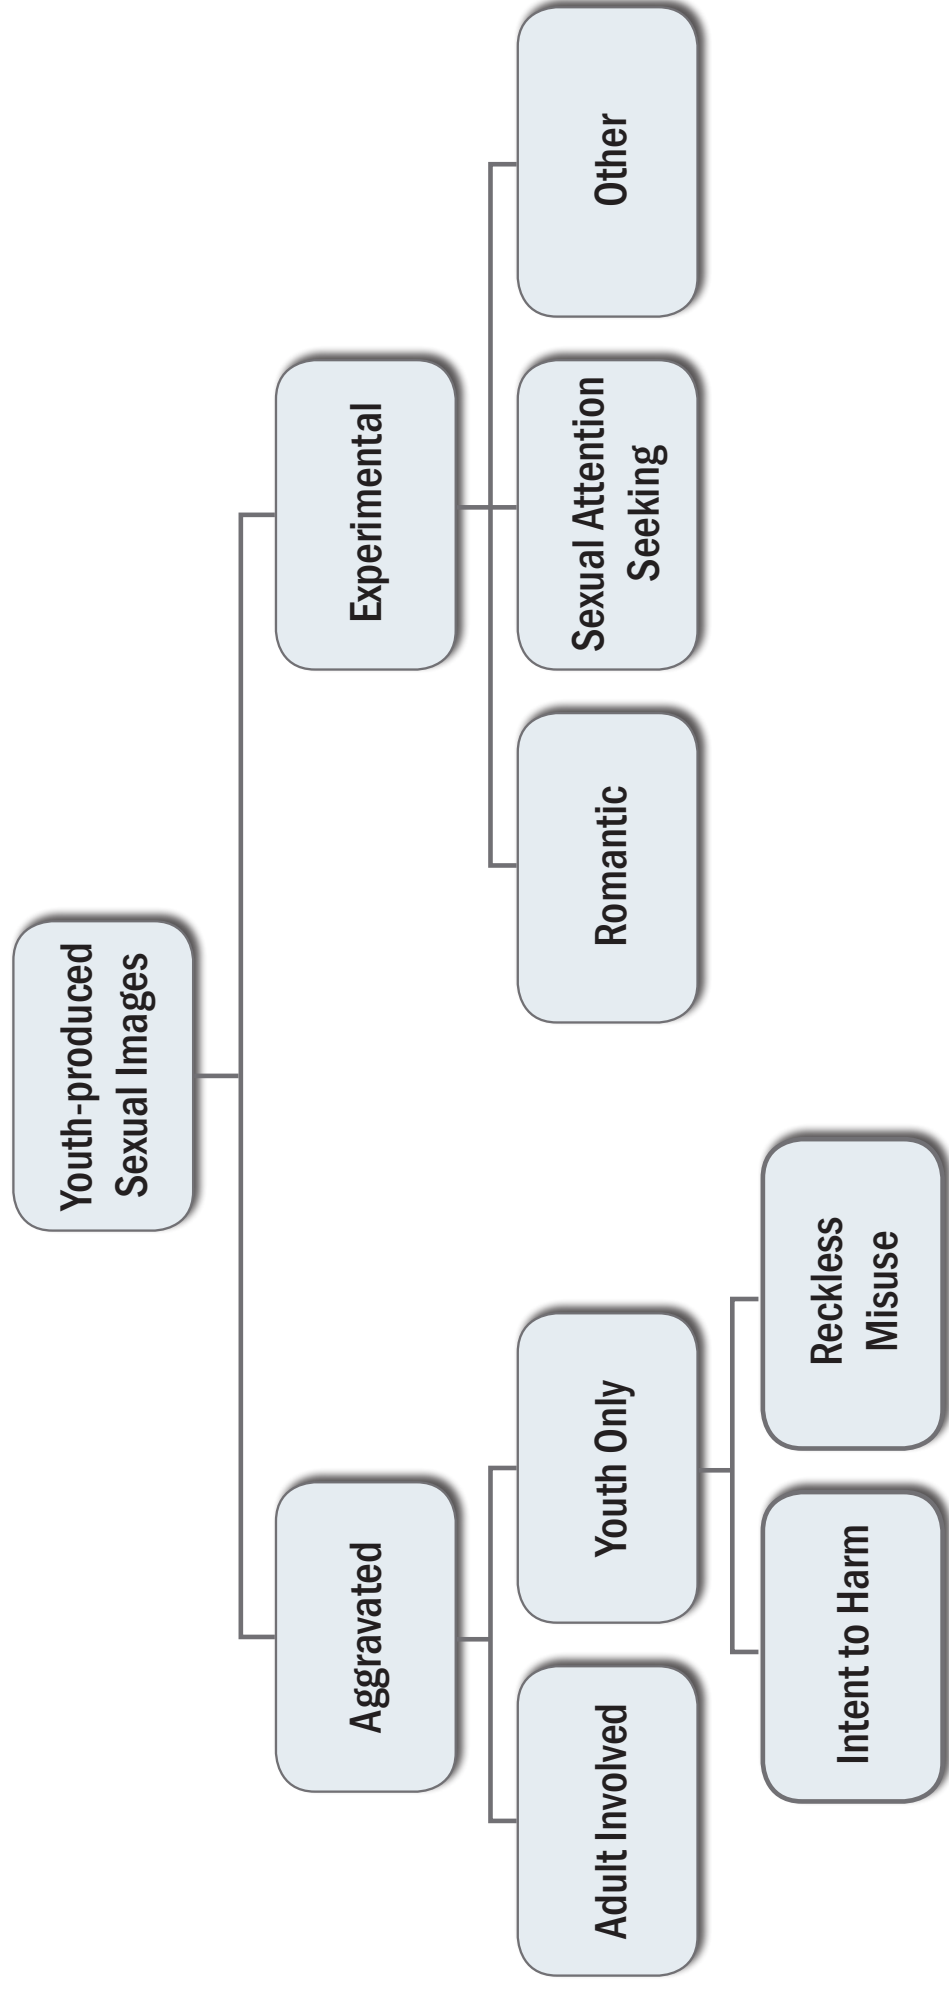 Youth-produced
Sexual Images
Aggravated
Experimental
Adult Involved
Youth Only
Romantic
Sexual Attention
Seeking
Other
Intent to Harm
Reckless
Misuse